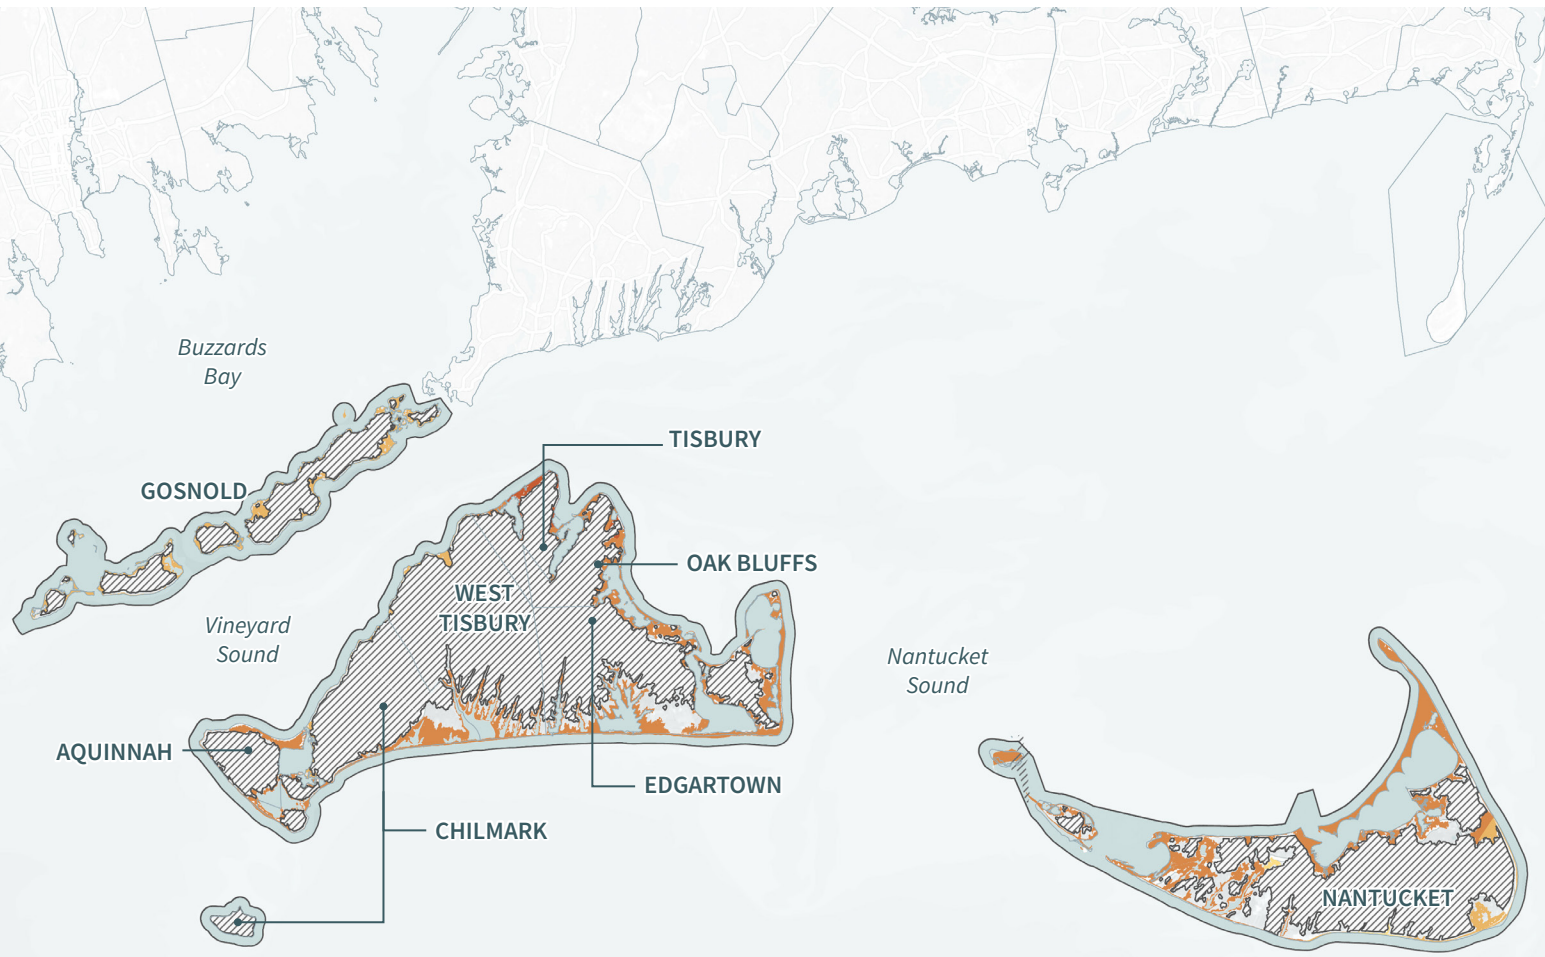 Buzzards
Bay
TISBURY
GOSNOLD
OAK BLUFFS
WEST
TISBURY
Vineyard
Sound
Nantucket
Sound
AQUINNAH
EDGARTOWN
CHILMARK
NANTUCKET